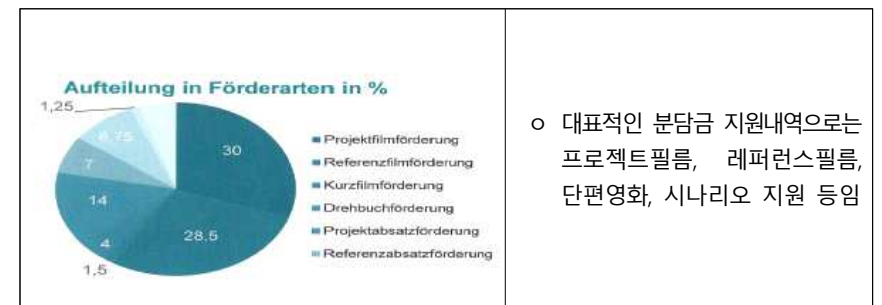 Aufteilung in Förderarten in %
1,25
6,75
30
7
14
4
28.5
1,5
Projektfilmförderung
Referenzfilmförderung
Kurzfilmförderung
Drehbuchförderung
Projektabsatzförderung
Referenzabsatzförderung
ㅇ 대표적인 분담금 지원내역으로는
프로젝트필름, 레퍼런스필름,
단편영화, 시나리오 지원 등임